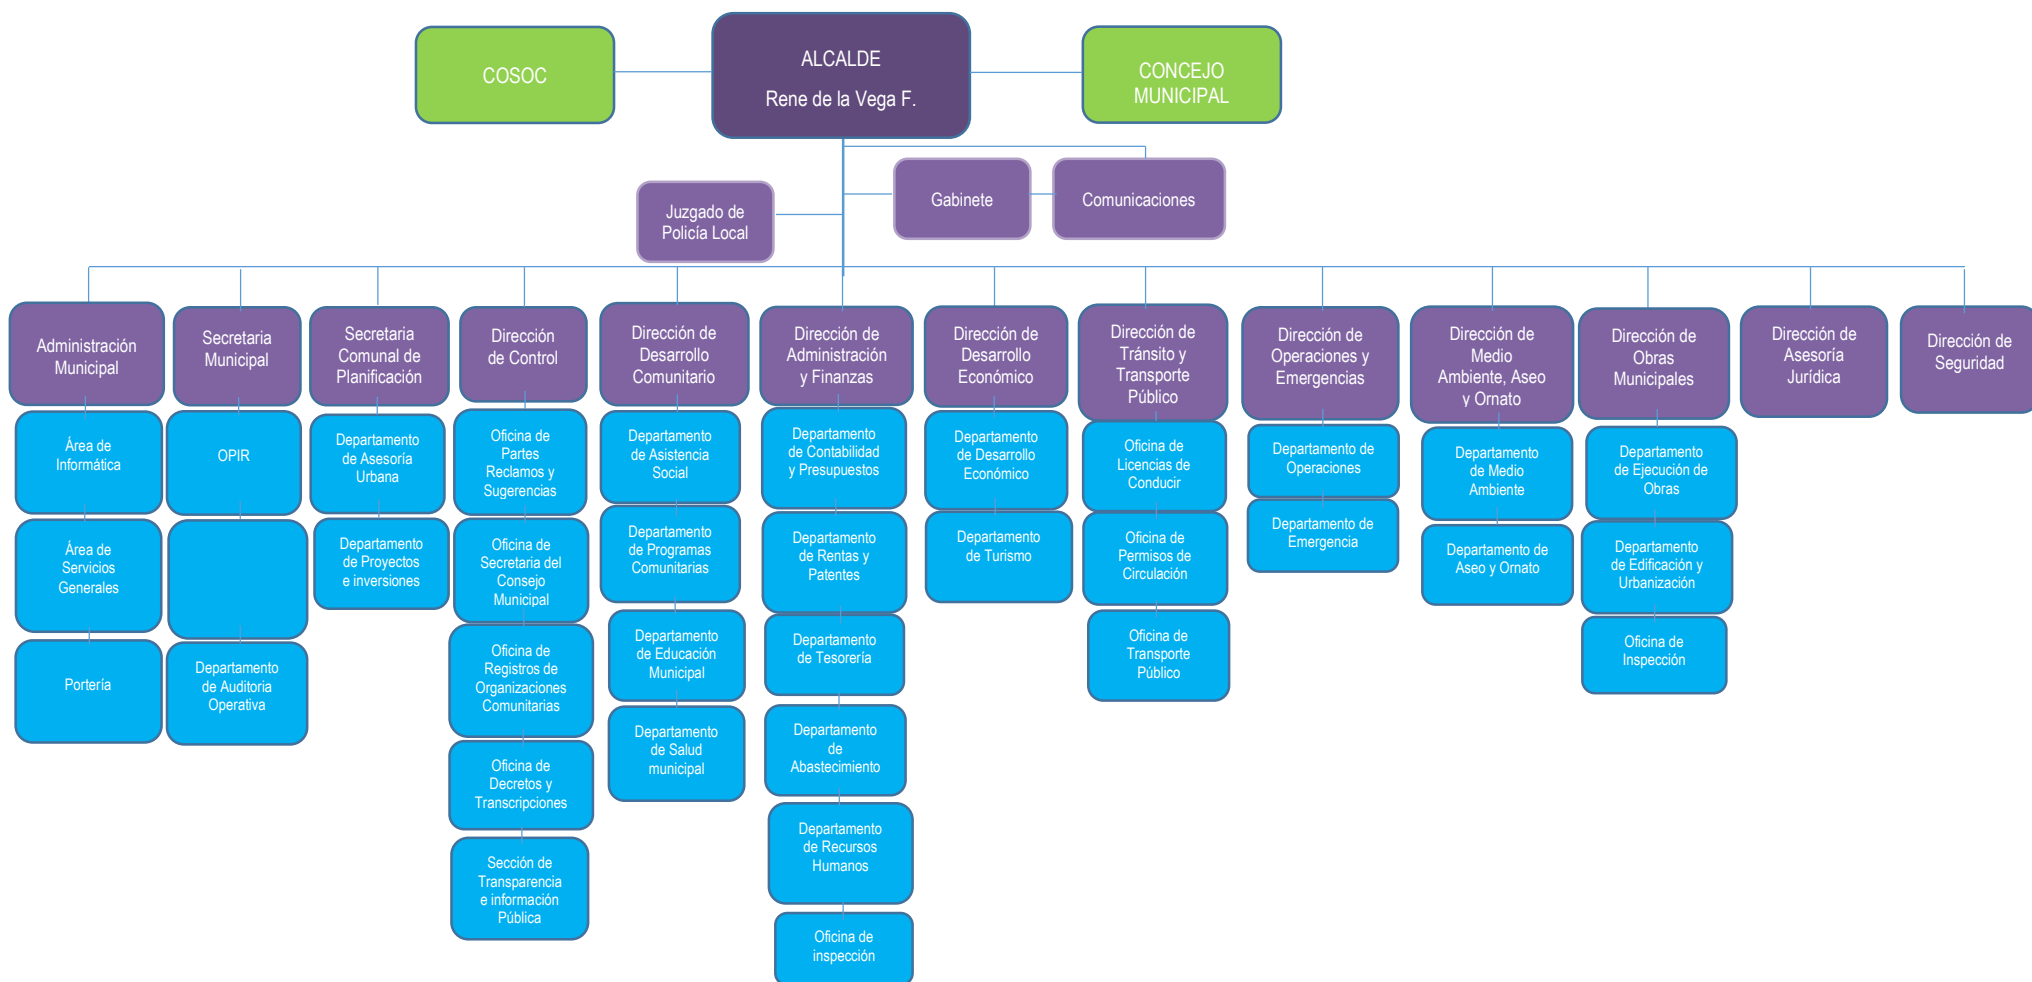 COSOC
ALCALDE
Rene de la Vega F.
CONCEJO
MUNICIPAL
Juzgado de
Policía Local
Gabinete
Comunicaciones
Administración
Municipal
Secretaria
Municipal
Secretaria
Comunal de
Planificación
Dirección
de Control
Dirección de
Desarrollo
Comunitario
Dirección de
Administración
y Finanzas
Dirección de
Desarrollo
Económico
Dirección de
Tránsito y
Transporte
Público
Dirección de
Operaciones y
Emergencias
Dirección de
Medio
Ambiente, Aseo
y Ornato
Dirección de
Obras
Municipales
Dirección de
Asesoría
Jurídica
Dirección de
Seguridad
Área de
Informática
Área de
Servicios
Generales
Portería
OPIR
Departamento
de Auditoria
Operativa
Departamento
de Asesoría
Urbana
Departamento
de Proyectos
e inversiones
Oficina de
Partes
Reclamos y
Sugerencias
Oficina de
Secretaria del
Consejo
Municipal
Oficina de
Registros de
Organizaciones
Comunitarias
Oficina de
Decretos y
Transcripciones
Sección de
Transparencia
e información
Pública
Departamento
de Asistencia
Social
Departamento
de Programas
Comunitarias
Departamento
de Educación
Municipal
Departamento
de Salud
municipal
Departamento
de Contabilidad
y Presupuestos
Departamento
de Rentas y
Patentes
Departamento
de Tesorería
Departamento
de
Abastecimiento
Departamento
de Recursos
Humanos
Oficina de
inspección
Departamento
de Desarrollo
Económico
Departamento
de Turismo
Oficina de
Licencias de
Conducir
Oficina de
Permisos de
Circulación
Oficina de
Transporte
Público
Departamento de
Operaciones
Departamento de
Emergencia
Departamento
de Medio
Ambiente
Departamento de
Aseo y Ornato
Departamento
de Ejecución de
Obras
Departamento
de Edificación y
Urbanización
Oficina de
Inspección